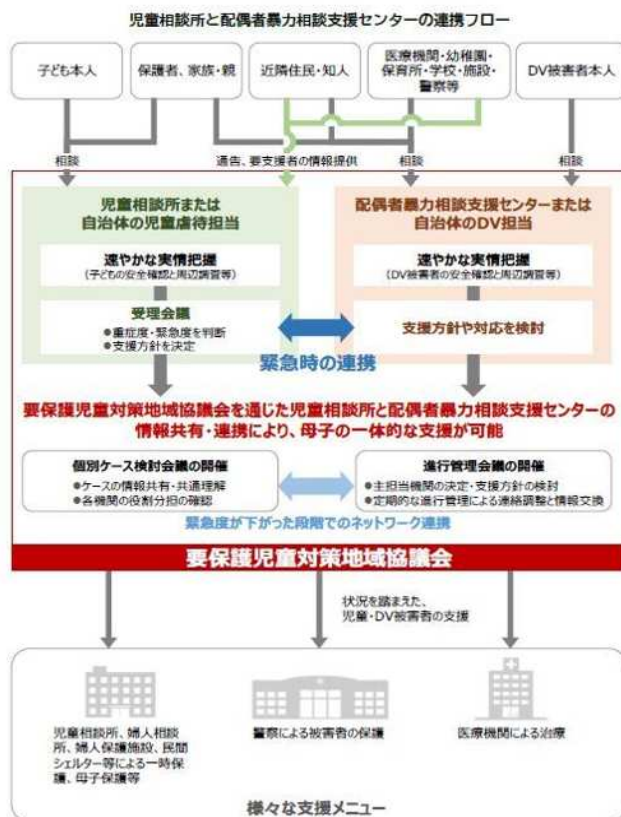 児童相談所と配偶者暴力相談支援センターの連携フロー
子ども本人
保護者、家族・親
近隣住民・知人
医療機関・幼稚園・
保育所・学校・施設・
警察等
DV被害者本人
相談
通告、要支援者の情報提供
相談
相談
児童相談所または
自治体の児童虐待担当
速やかな実情把握
(子どもの安全確認と周辺調査等)
受理会議
●重症度・緊急度を判断
●支援方針を決定
配偶者暴力相談支援センターまたは
自治体のDV担当
速やかな実情把握
(DV被害者の安全確認と周辺調査等)
支援方針や対応を検討
緊急時の連携
要保護児童対策地域協議会を通じた児童相談所と配偶者暴力相談支援センターの
情報共有・連携により、母子の一体的な支援が可能
個別ケース検討会議の開催
●ケースの情報共有・共通理解
●各機関の役割分担の確認
進行管理会議の開催
●主担当機関の決定・支援方針の検討
●定期的な進行管理による連絡調整と情報交換
緊急度が下がった段階でのネットワーク連携
要保護児童対策地域協議会
状況を踏まえた、
児童・DV被害者の支援
児童相談所、婦人相談
所、婦人保護施設、民間
シェルター等による一時保
護、母子保護等
警察による被害者の保護
医療機関による治療
様々な支援メニュー